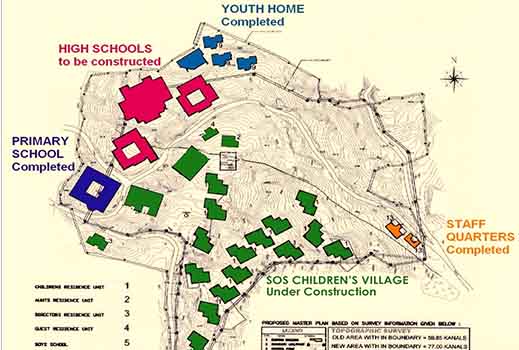 YOUTH HOME
Completed
HIGH SCHOOLS
to be constructed
PRIMARY
SCHOOL
Completed
STAFF
QUARTERS
Completed
SOS CHILDREN'S VILLAGE
Under Construction
CHILDRENS RESIDENCE UNIT 1
AUNTS RESIDENCE UNIT 2
DIRECTORS RESIDENCE UNIT 3
GUEST RESIDENCE UNIT 4
BOYS SCHOOL 5
PROPOSED MASTER PLAN BASED ON SURVEY INFORMATION GIVEN BELOW :
LEGEND
TOPOGRAPHIC SURVEY
OLD AREA WITH IN BOUNDARY = 58.85 KANALS
NEW AREA WITH IN BOUNDARY = 77.00 KANALS